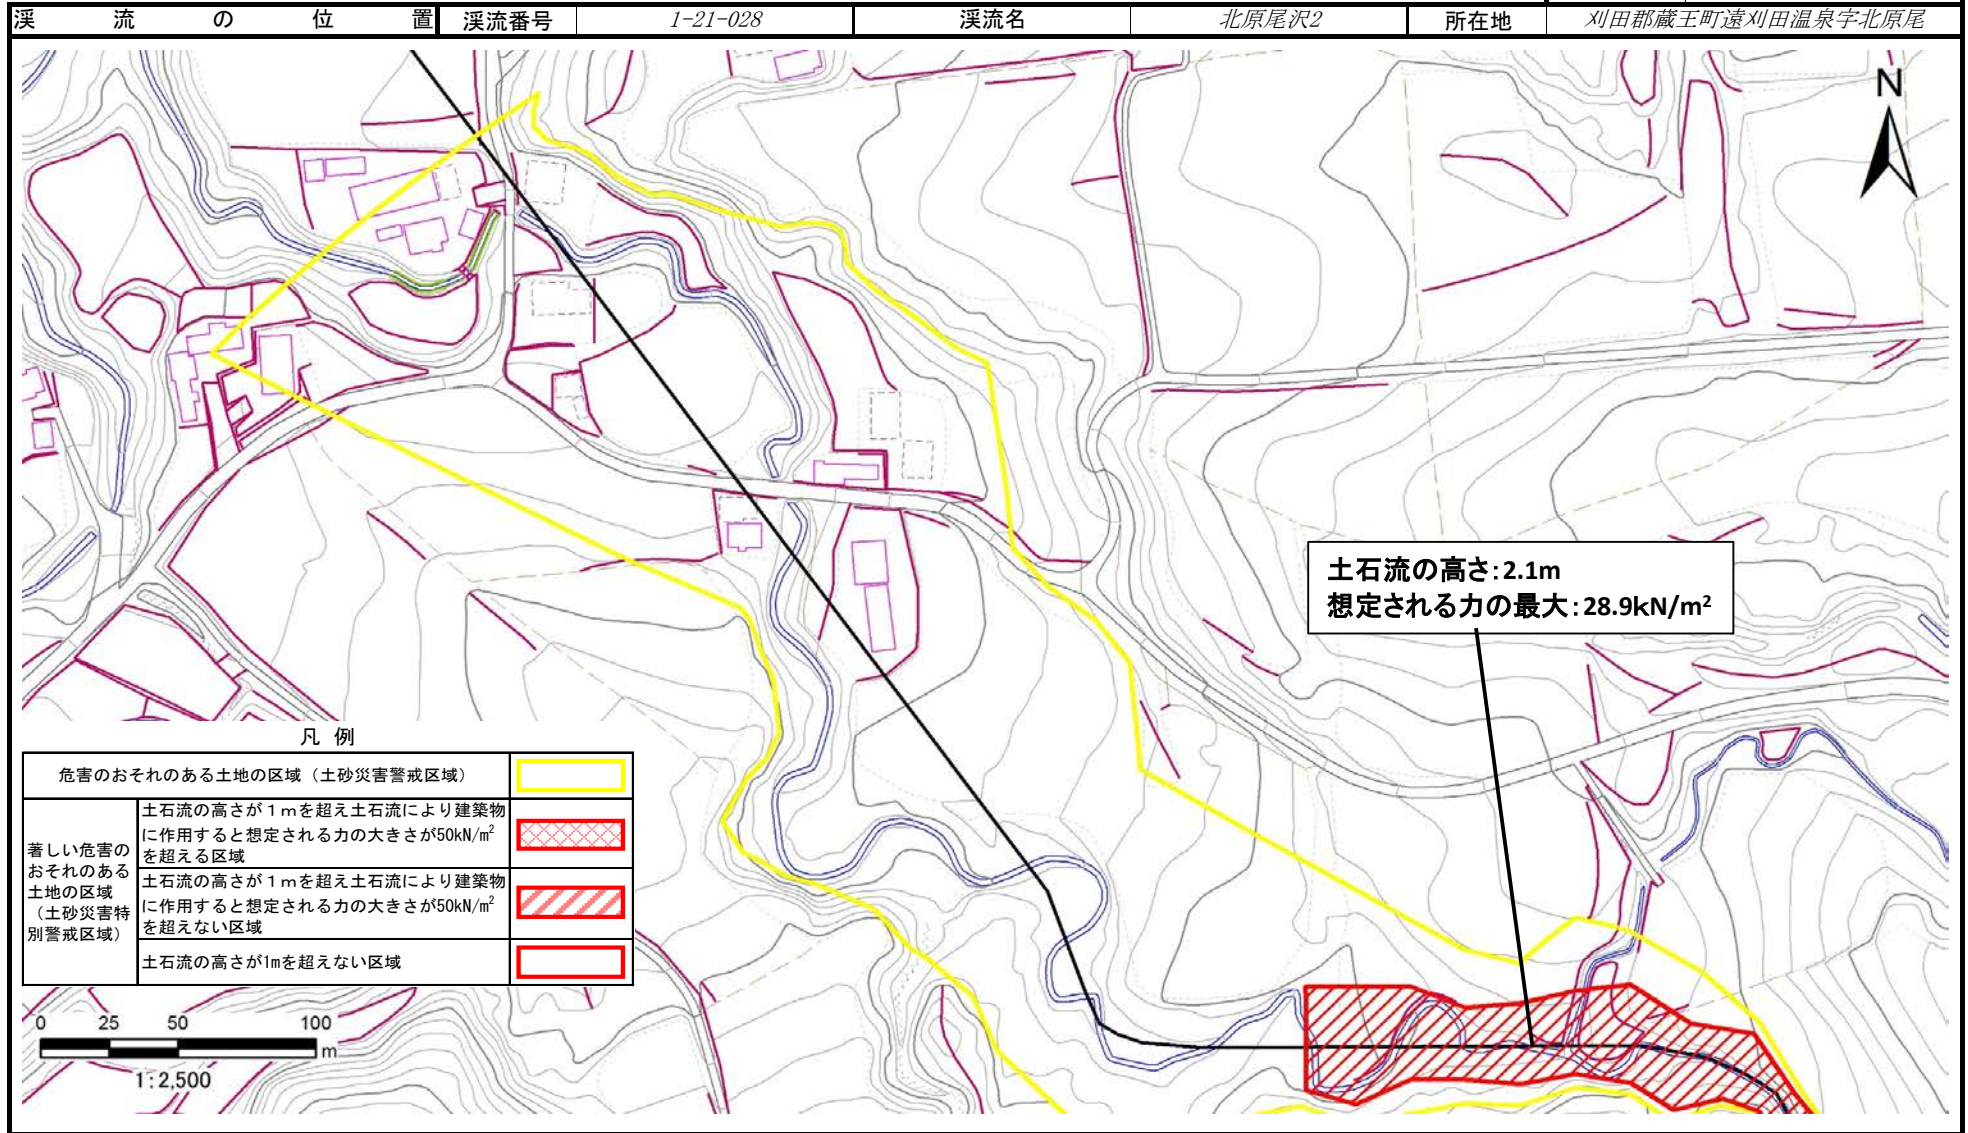 渓流の位置 渓流番号 1-21-028 渓流名 北原尾沢2 所在地 刈田郡蔵王町遠刈田温泉字北原尾
N
土石流の高さ:2.1m
想定される力の最大:28.9kN/m²
凡 例
危害のおそれのある土地の区域（土砂災害警戒区域）
著しい危害の
おそれのある
土地の区域
（土砂災害特
別警戒区域）
土石流の高さが１ｍを超え土石流により建築物
に作用すると想定される力の大きさが50kN/㎡
を超える区域
土石流の高さが１ｍを超え土石流により建築物
に作用すると想定される力の大きさが50kN/㎡
を超えない区域
土石流の高さが1mを超えない区域
0 25 50 100
m
1:2,500